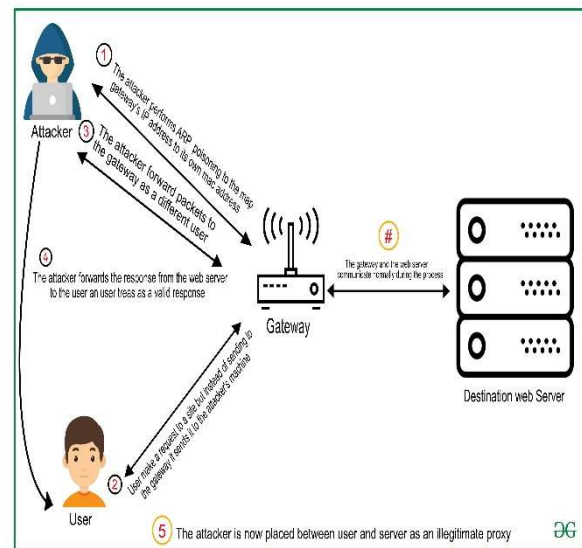 1
The attacker performs ARP poisoning to the map
gateway's IP address to its own mac address
Attacker
3
The attacker forward packets to
the gateway as a different user
4
The attacker forwards the response from the web server
to the user an user treas as a valid response
#
The gateway and the web server
communicate normally during the process
Gateway
Destination web Server
User make a request to a site but instead of sending to
the gateway it sends it to the attacker's machine
2
User
5 The attacker is now placed between user and server as an illegitimate proxy